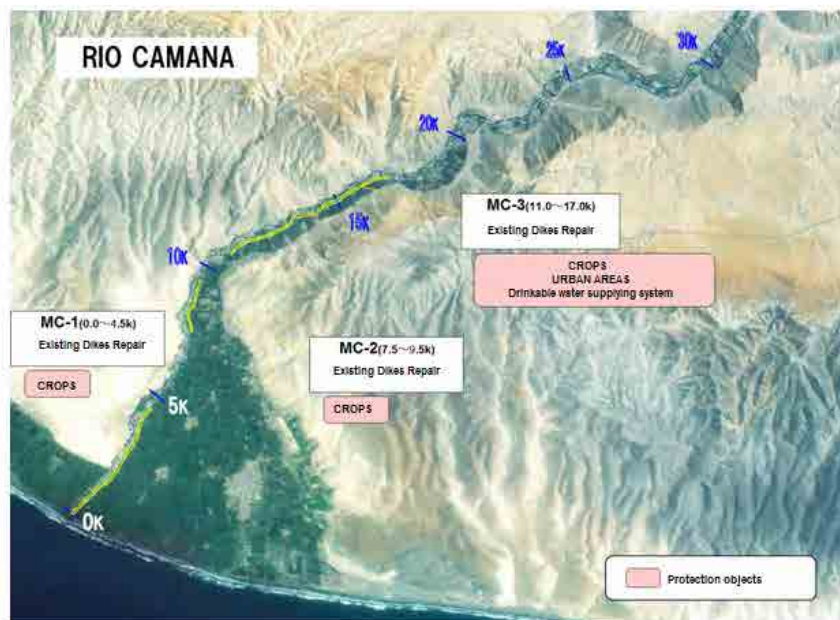 RIO CAMANA
30K
25K
20K
MC-3(11.0~17.0k)
Existing Dikes Repair
15K
10K
CROPS
URBAN AREAS
Drinkable water supplying system
MC-1(0.0~4.5k)
Existing Dikes Repair
CROPS
MC-2(7.5~9.5k)
Existing Dikes Repair
CROPS
5K
0K
Protection objects